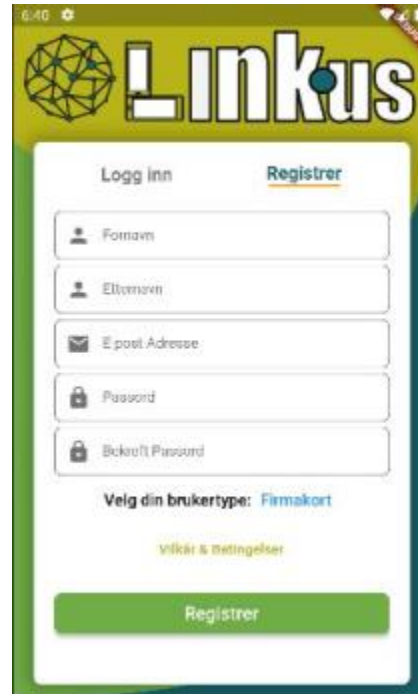 6:40
Linkus
Logg inn
Registrer
Fornavn
Etternavn
E post Adresse
Passord
Bekreft Passord
Velg din brukertype: Firmakort
Vilkår & Betingelser
Registrer